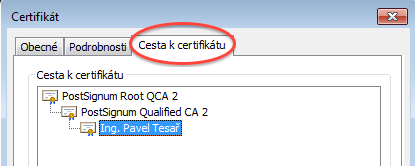 Certifikát
Obecné Podrobnosti Cesta k certifikátu
Cesta k certifikátu
PostSignum Root QCA 2
PostSignum Qualified CA 2
Ing. Pavel Tesař